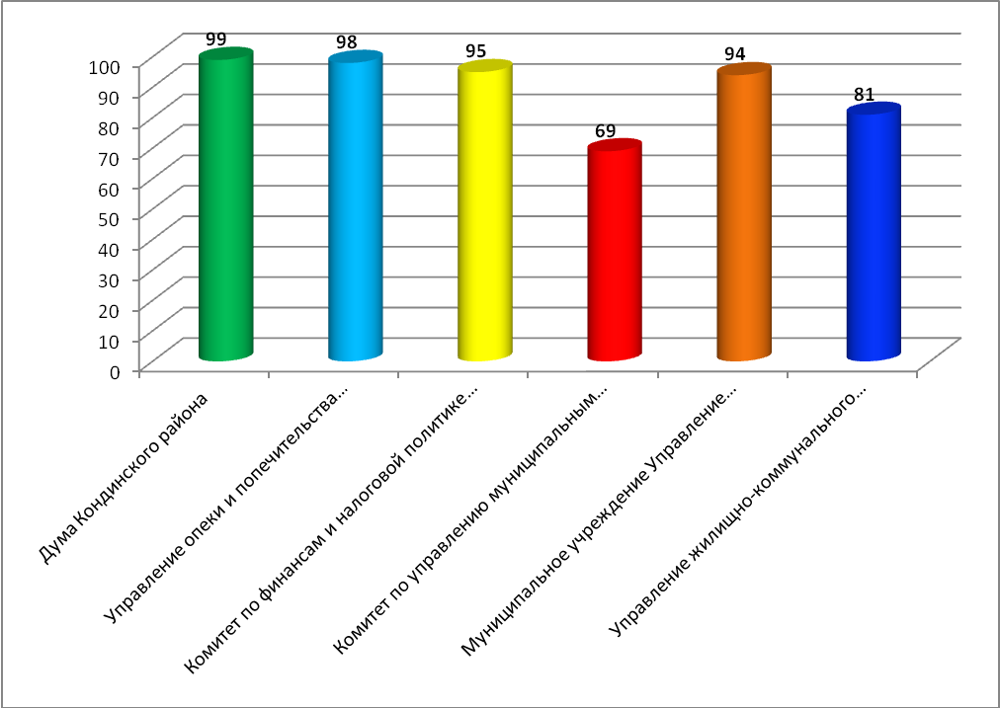 99
98
95
69
94
81
100
90
80
70
60
50
40
30
20
10
0
Дума Кондинского района
Управление опеки и попечительства...
Комитет по финансам и налоговой политике...
Комитет по управлению муниципальным...
Муниципальное учреждение Управление...
Управление жилищно-коммунального...